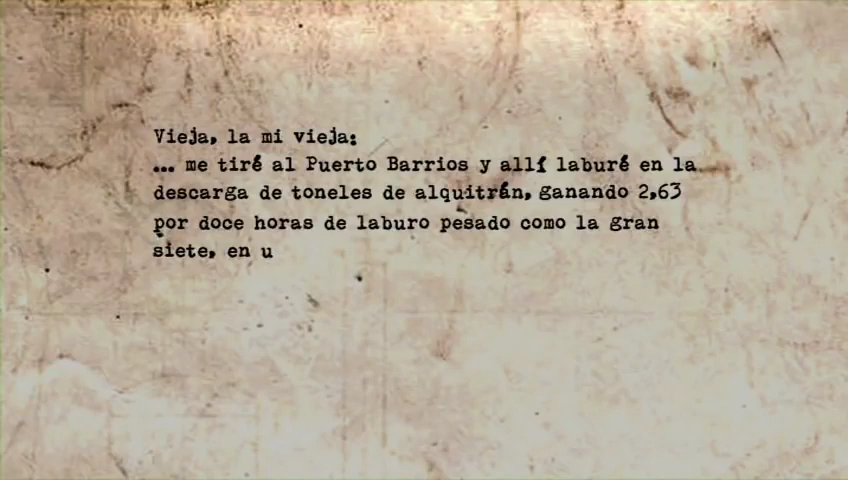 Vieja, la mi vieja:
... me tiré al Puerto Barrios y allí laburé en la
descarga de toneles de alquitrán, ganando 2,63
por doce horas de laburo pesado como la gran
siete, en u